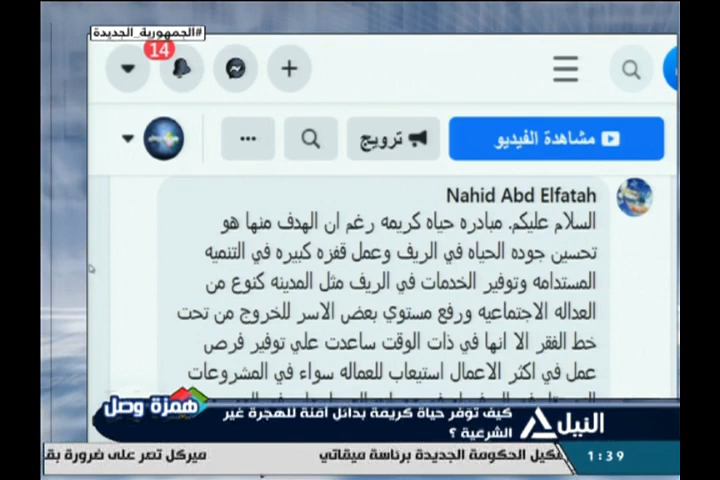 #الجمهورية_الجديدة
14
مشاهدة الفيديو
ترويج
Nahid Abd Elfatah
السلام عليكم. مبادره حياه كريمه رغم ان الهدف منها هو
تحسين جوده الحياه في الريف وعمل قفزه كبيره في التنميه
المستدامه وتوفير الخدمات في الريف مثل المدينه كنوع من
العداله الاجتماعيه ورفع مستوي بعض الاسر للخروج من تحت
خط الفقر الا انها في ذات الوقت ساعدت علي توفير فرص
عمل في اكثر الاعمال استيعاب للعماله سواء في المشروعات
همزة وصل
النيل
كيف توفر حياة كريمة بدائل آمنة للهجرة غير
الشرعية ؟
1:39
الحكومة الجديدة برئاسة ميقاتي
ميركل تصر على ضرورة